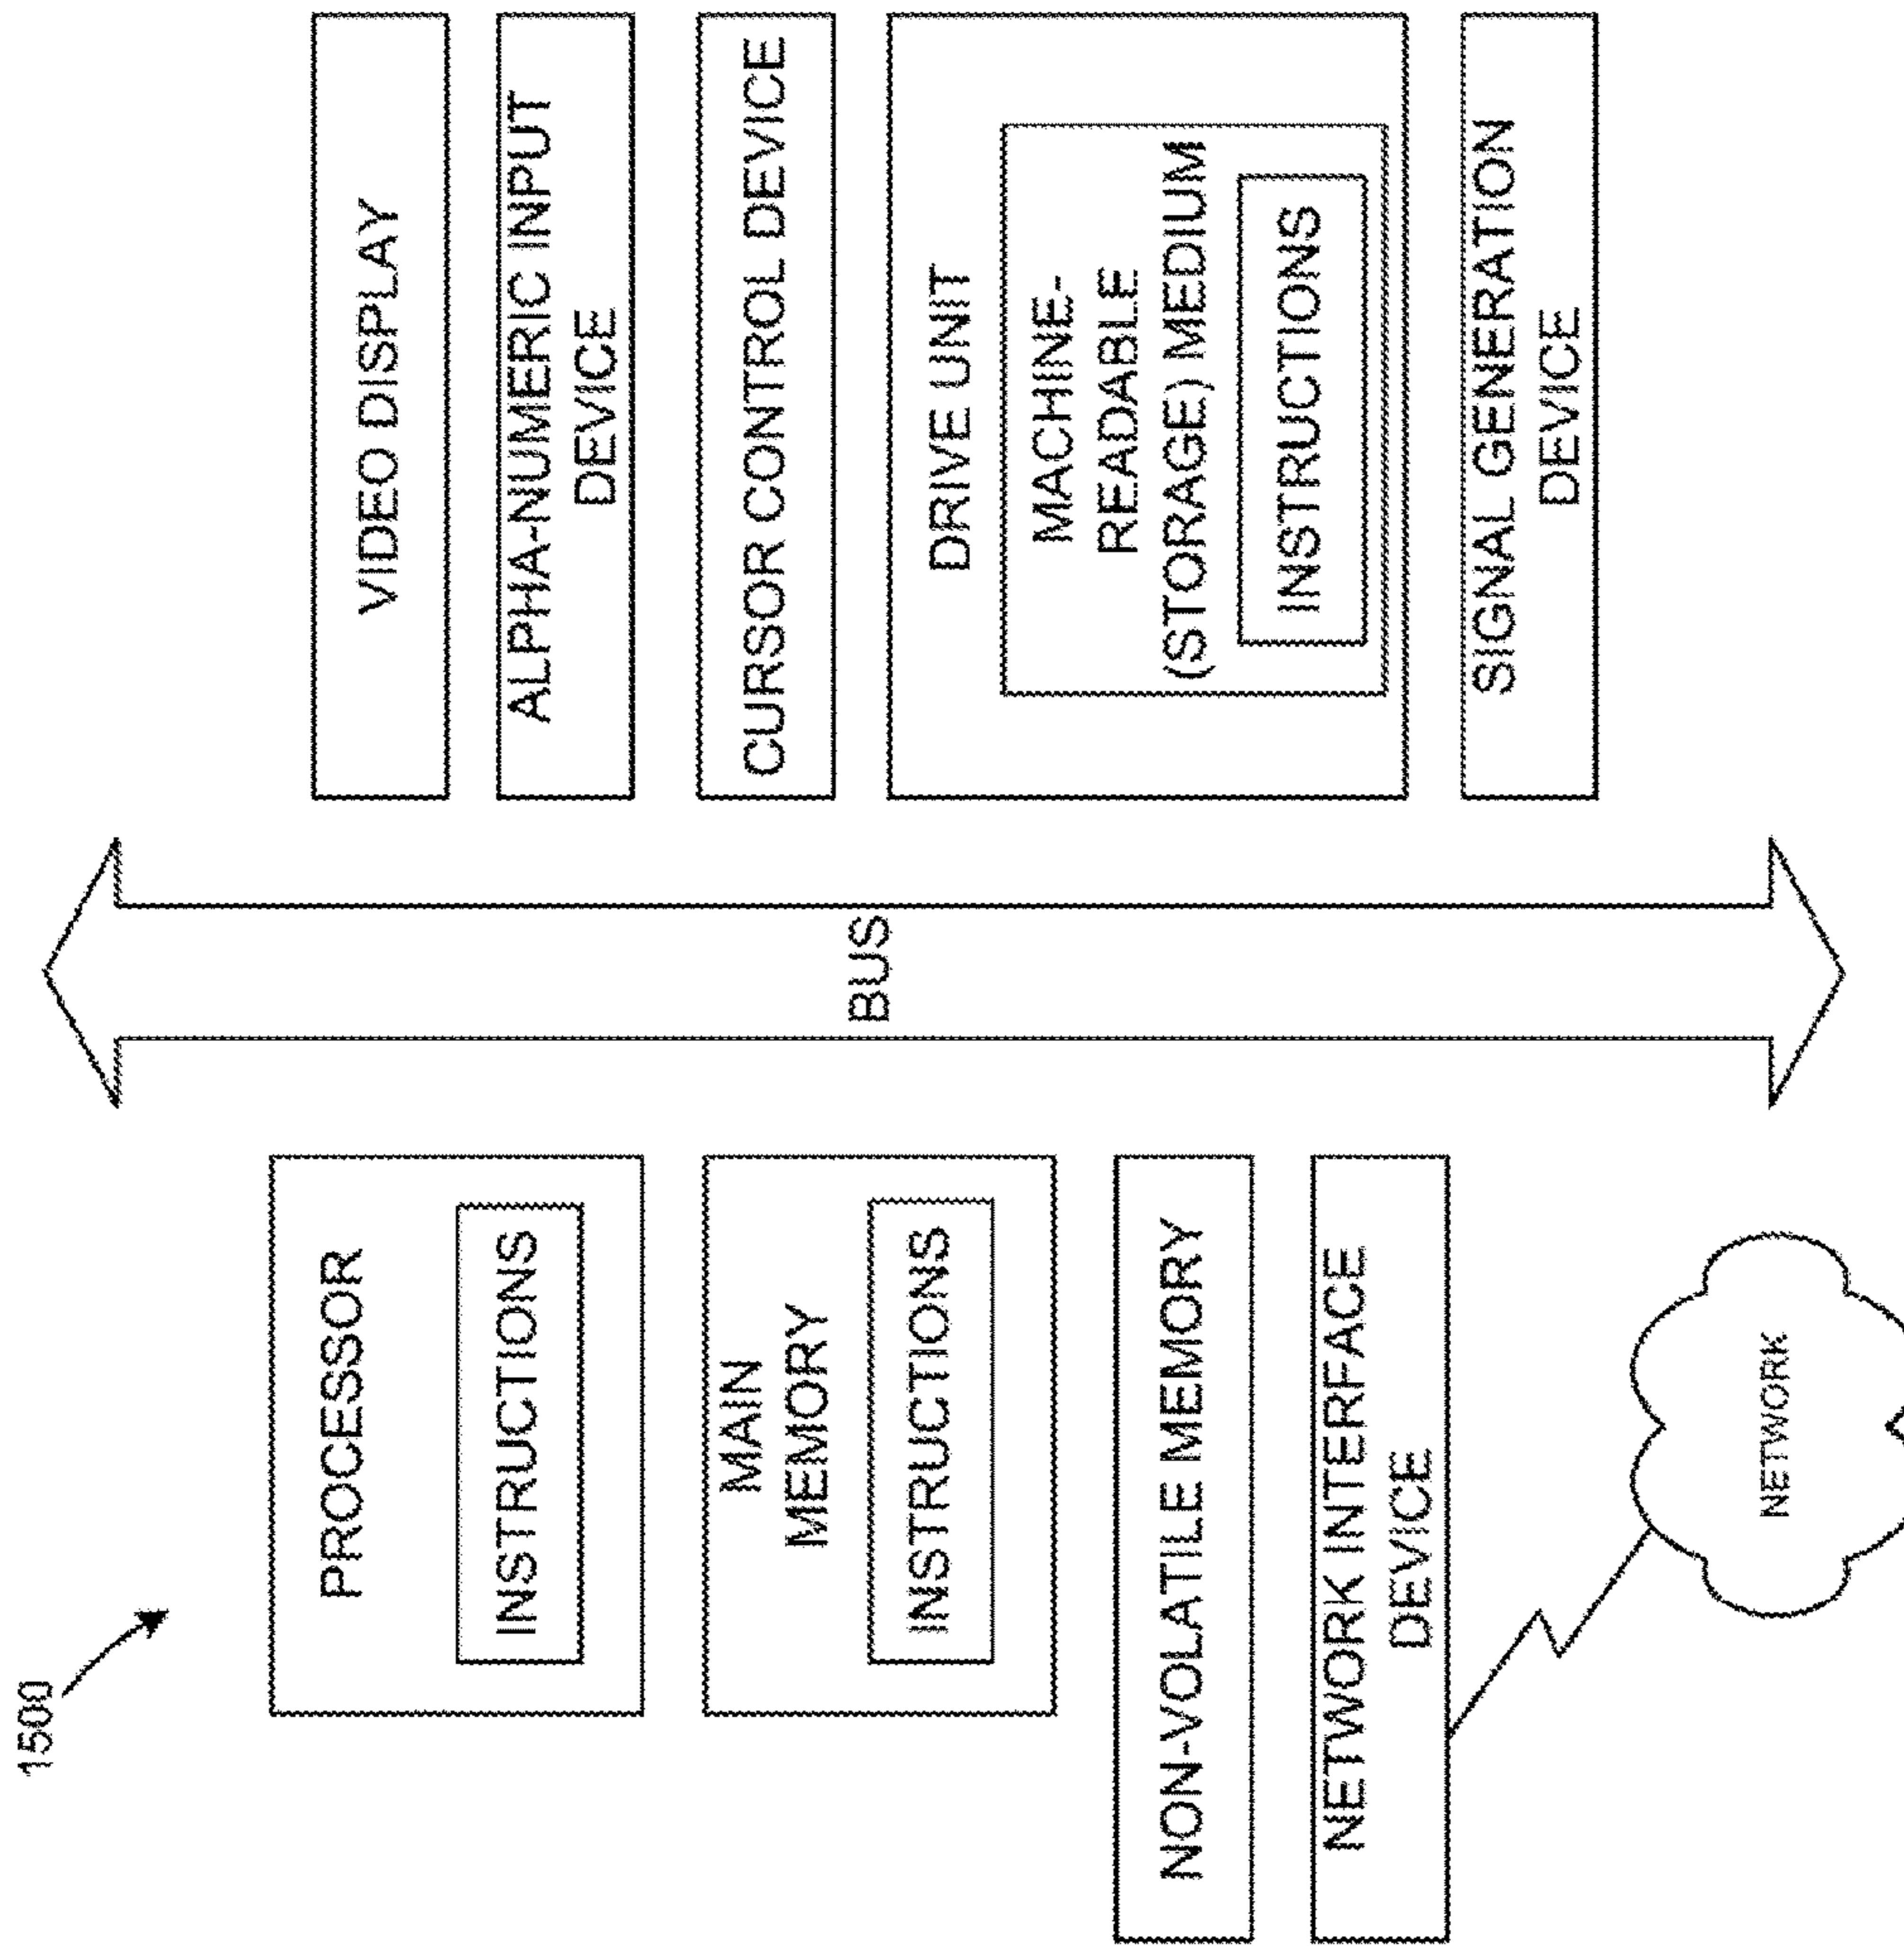 1500
PROCESSOR
INSTRUCTIONS
MAIN
MEMORY
INSTRUCTIONS
NON-VOLATILE MEMORY
NETWORK INTERFACE
DEVICE
NETWORK
BUS
VIDEO DISPLAY
ALPHA-NUMERIC INPUT
DEVICE
CURSOR CONTROL DEVICE
DRIVE UNIT
MACHINE-
READABLE
(STORAGE) MEDIUM
INSTRUCTIONS
SIGNAL GENERATION
DEVICE